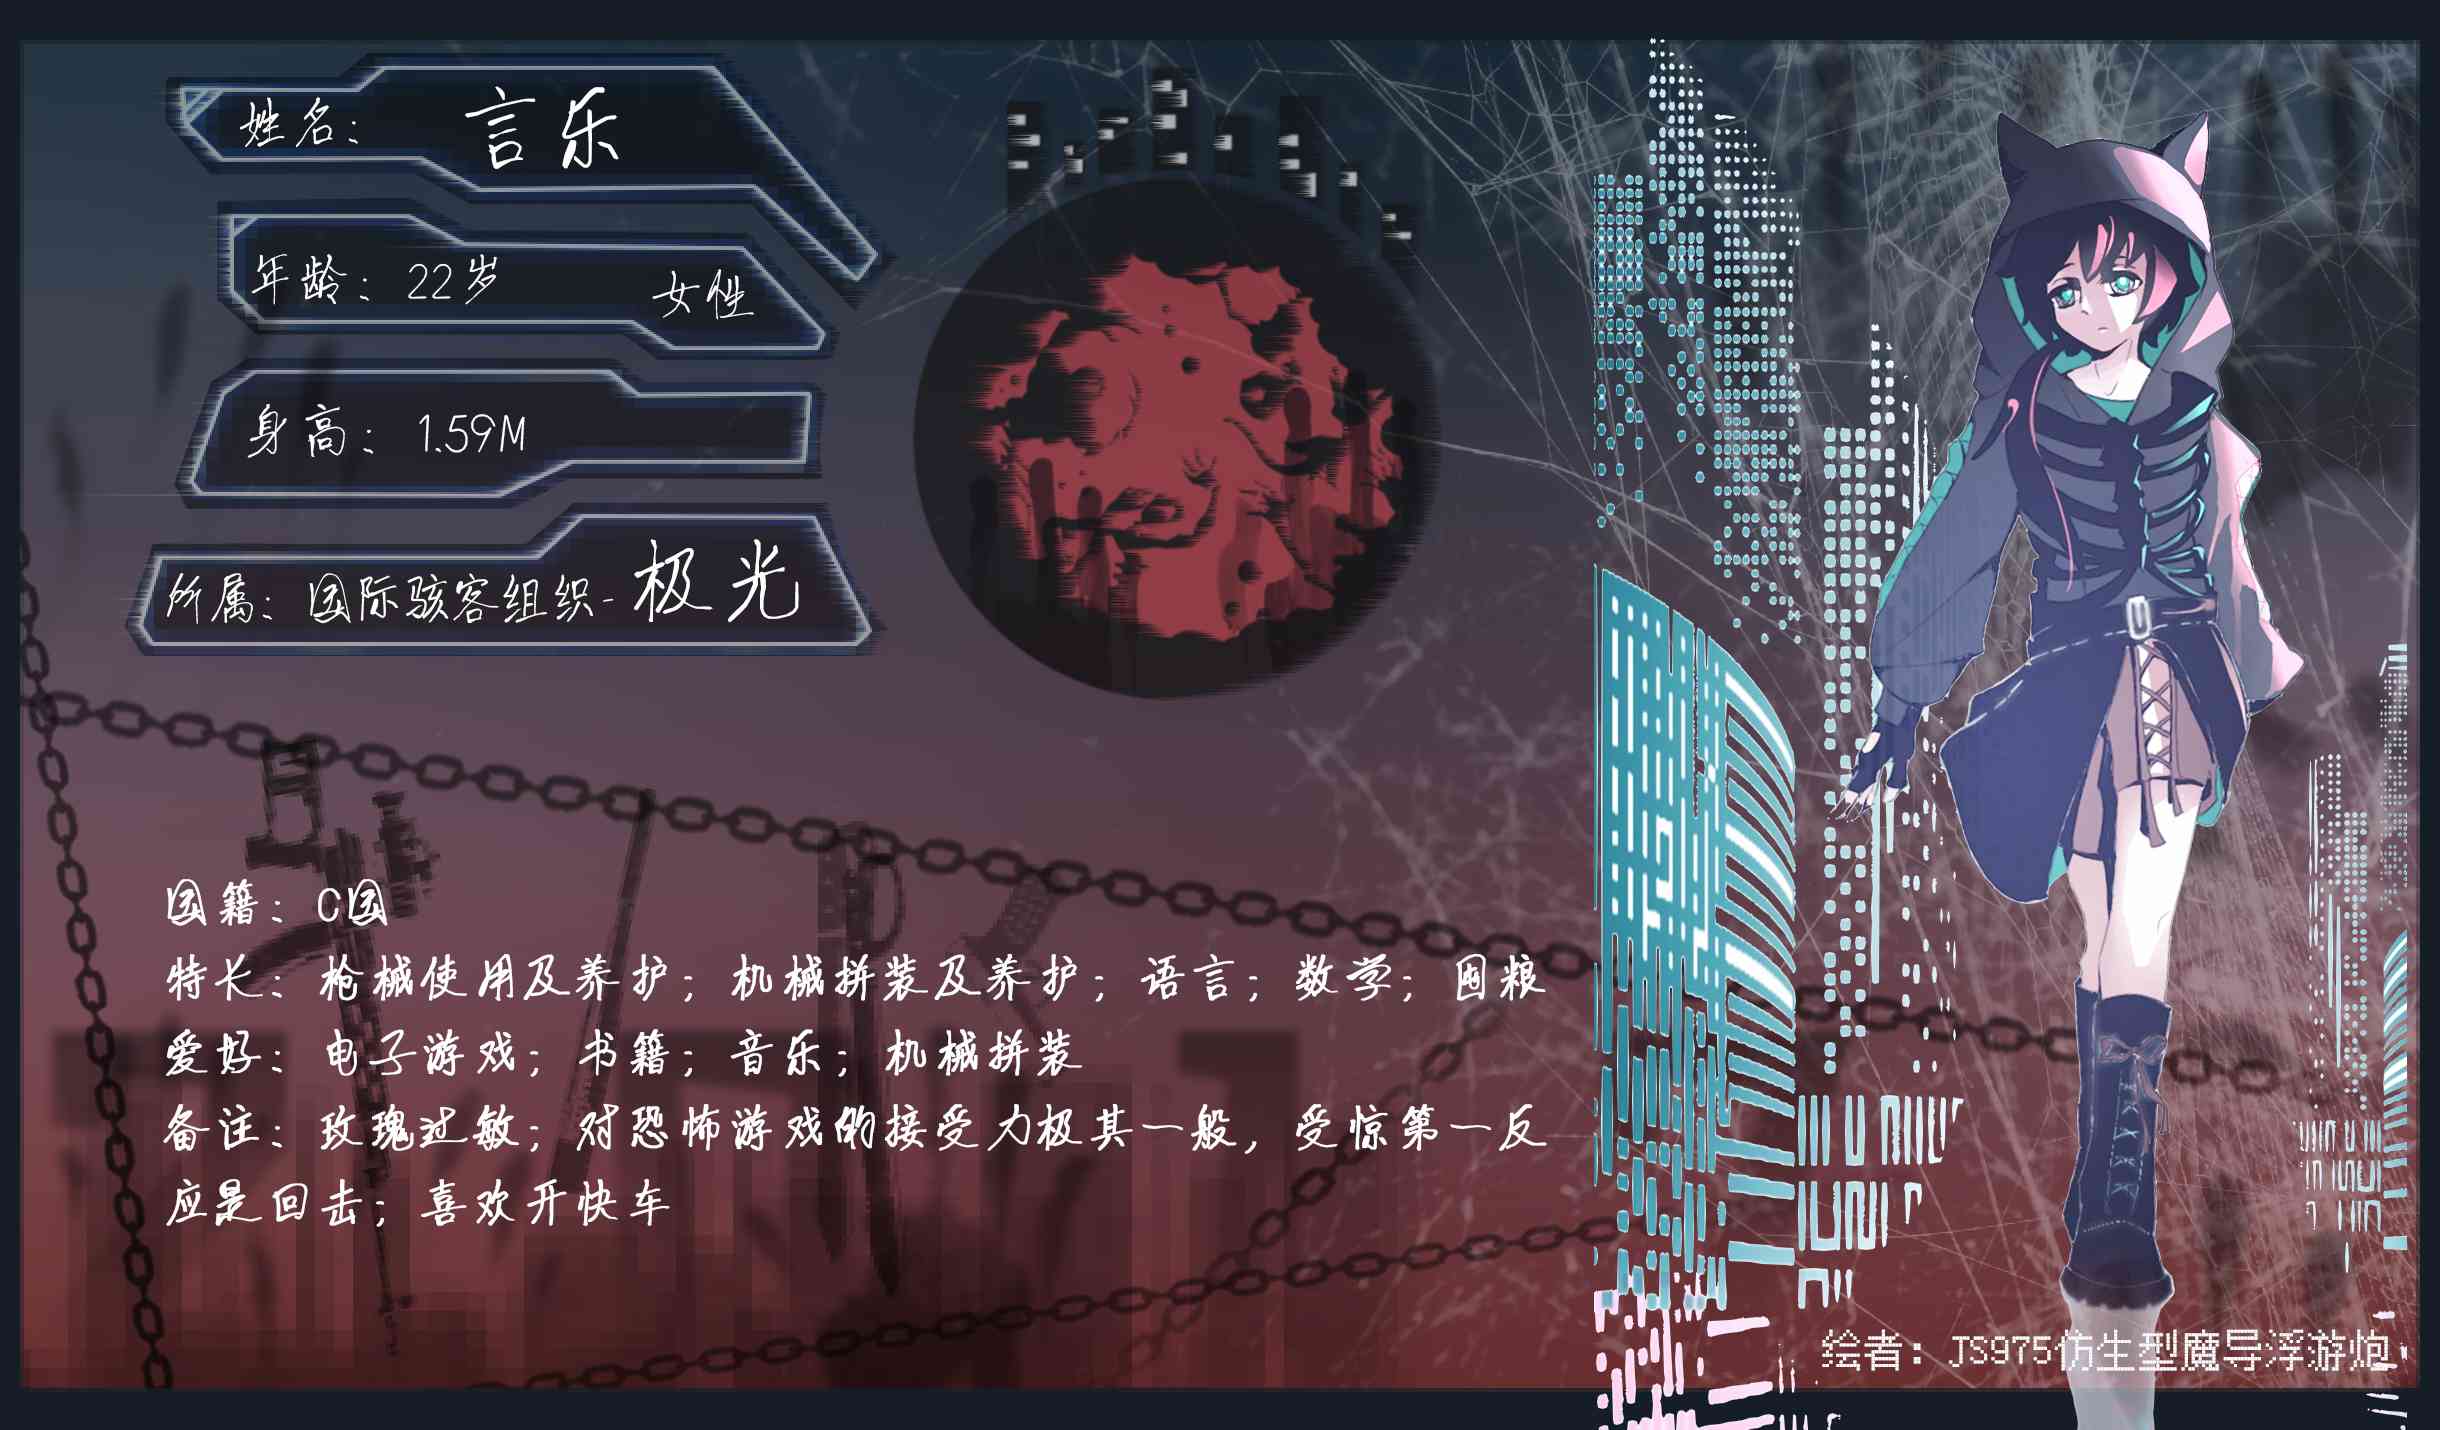 姓名： 言乐
年龄：22岁 女性
身高：1.59M
所属：国际骇客组织-极光
国籍：C国
特长：枪械使用及养护；机械拼装及养护；语言；数学；囤粮
爱好：电子游戏；书籍；音乐；机械拼装
备注：玫瑰过敏；对恐怖游戏的接受力极其一般，受惊第一反
应是回击；喜欢开快车
绘者：JS975仿生型魔导浮游炮